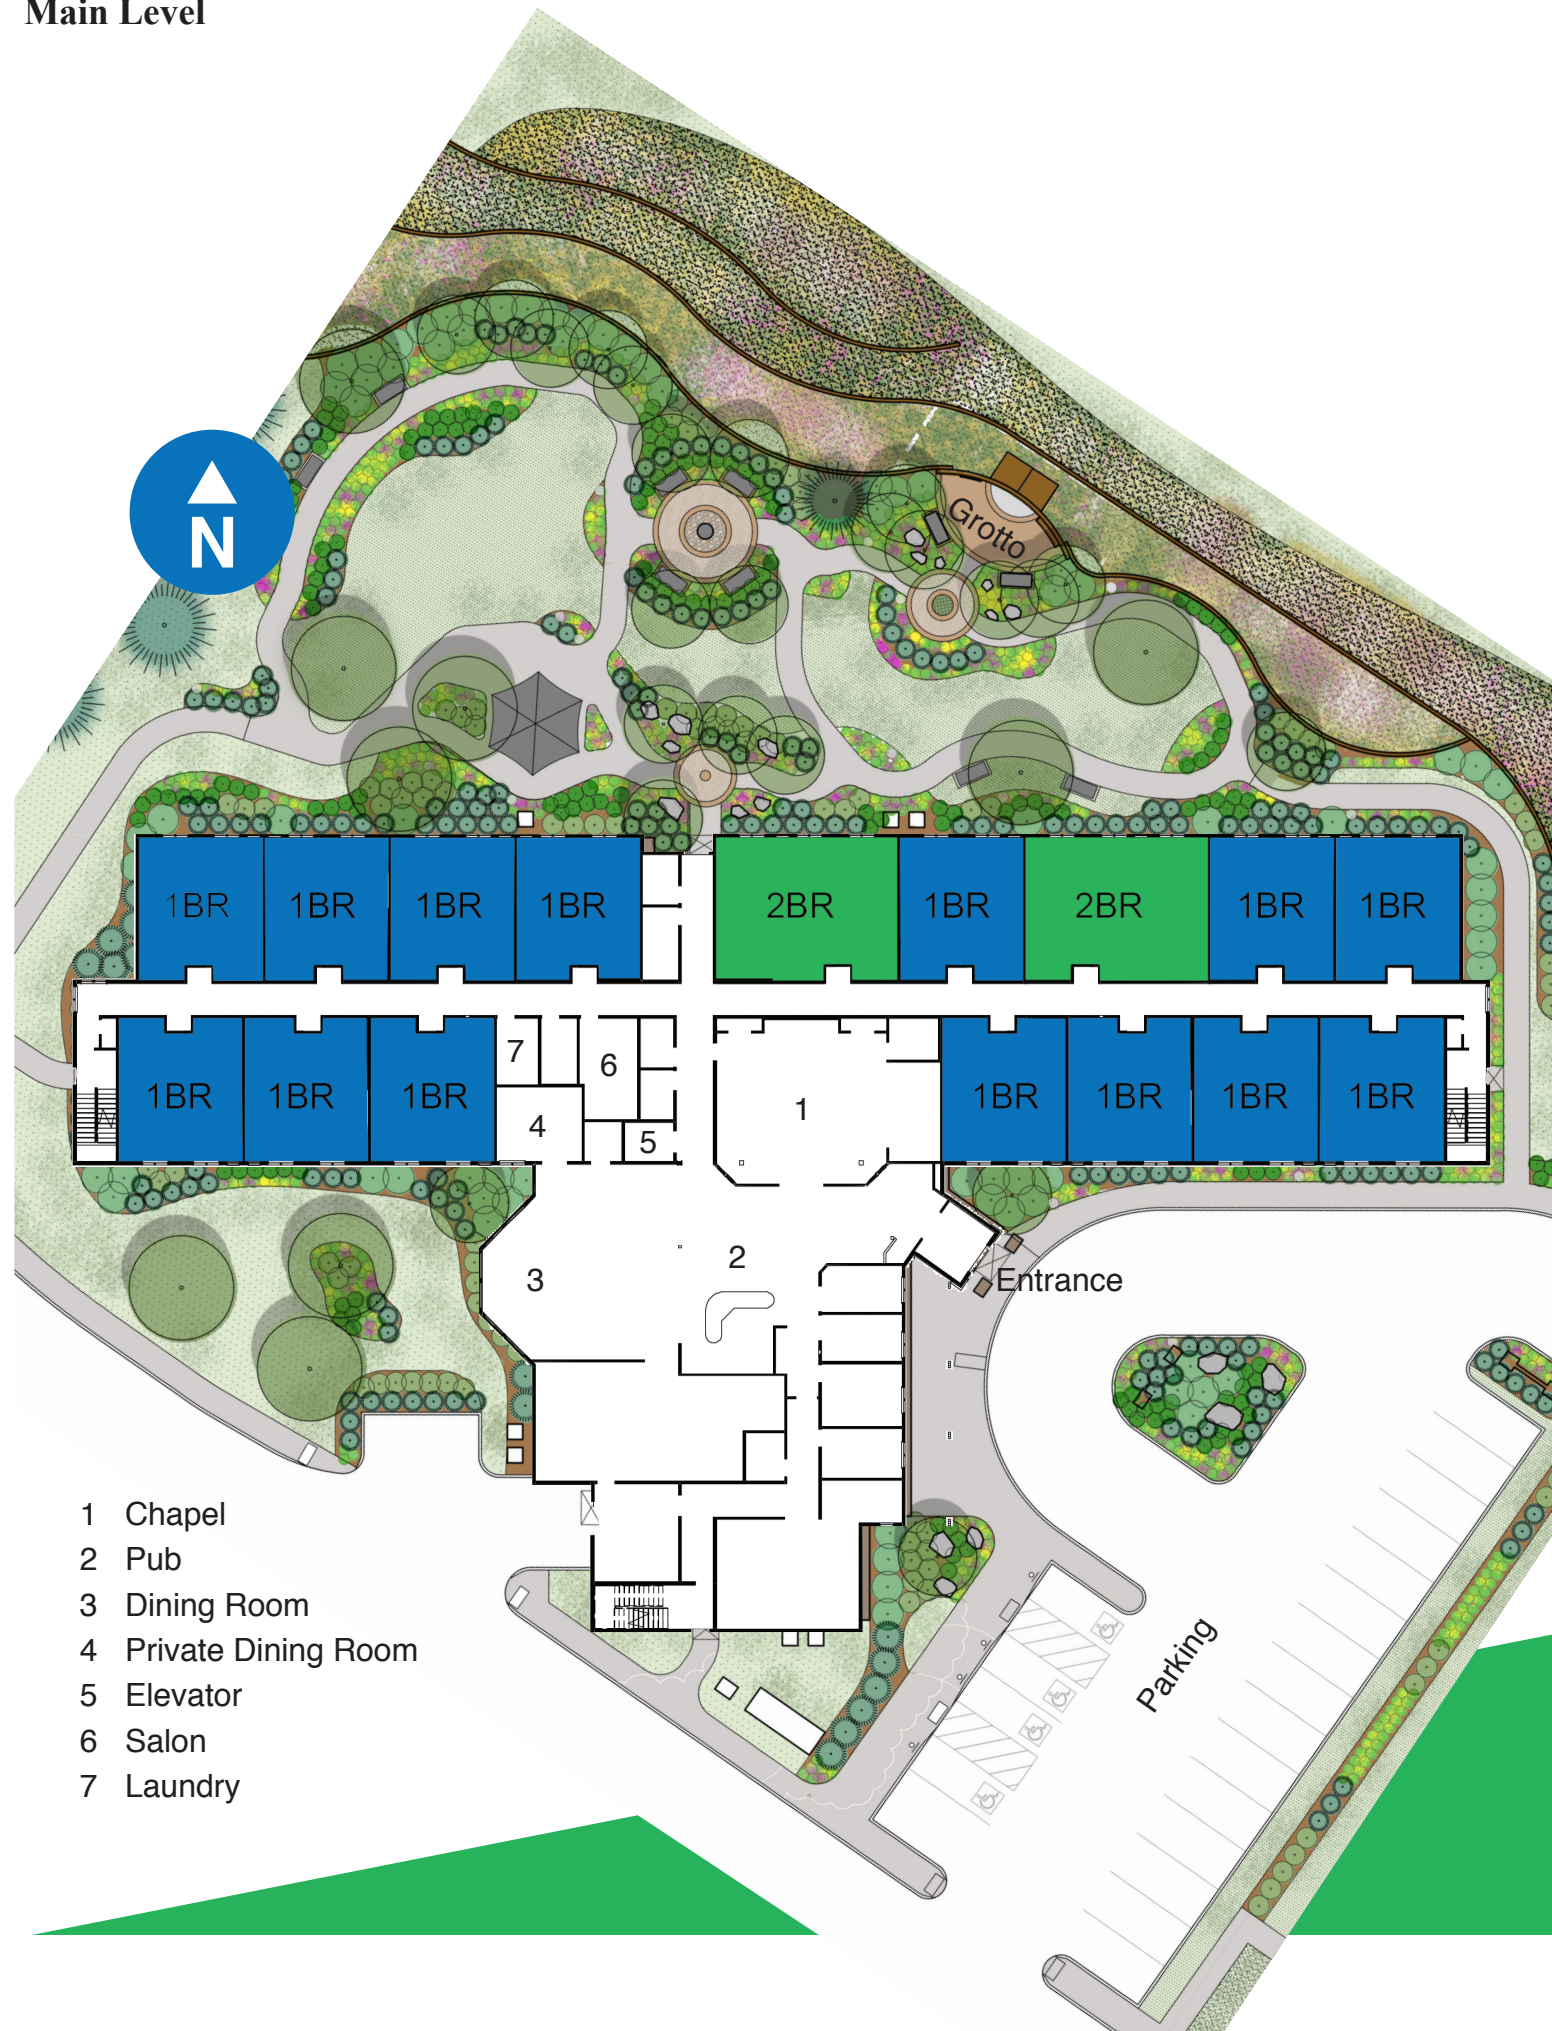 Main Level
N
Grotto
1BR 1BR 1BR 1BR 2BR 1BR 2BR 1BR 1BR
7 6
1BR 1BR 1BR 4 5 1 1BR 1BR 1BR 1BR
3 2
Entrance
1 Chapel
2 Pub
3 Dining Room
4 Private Dining Room
5 Elevator
6 Salon
7 Laundry
Parking